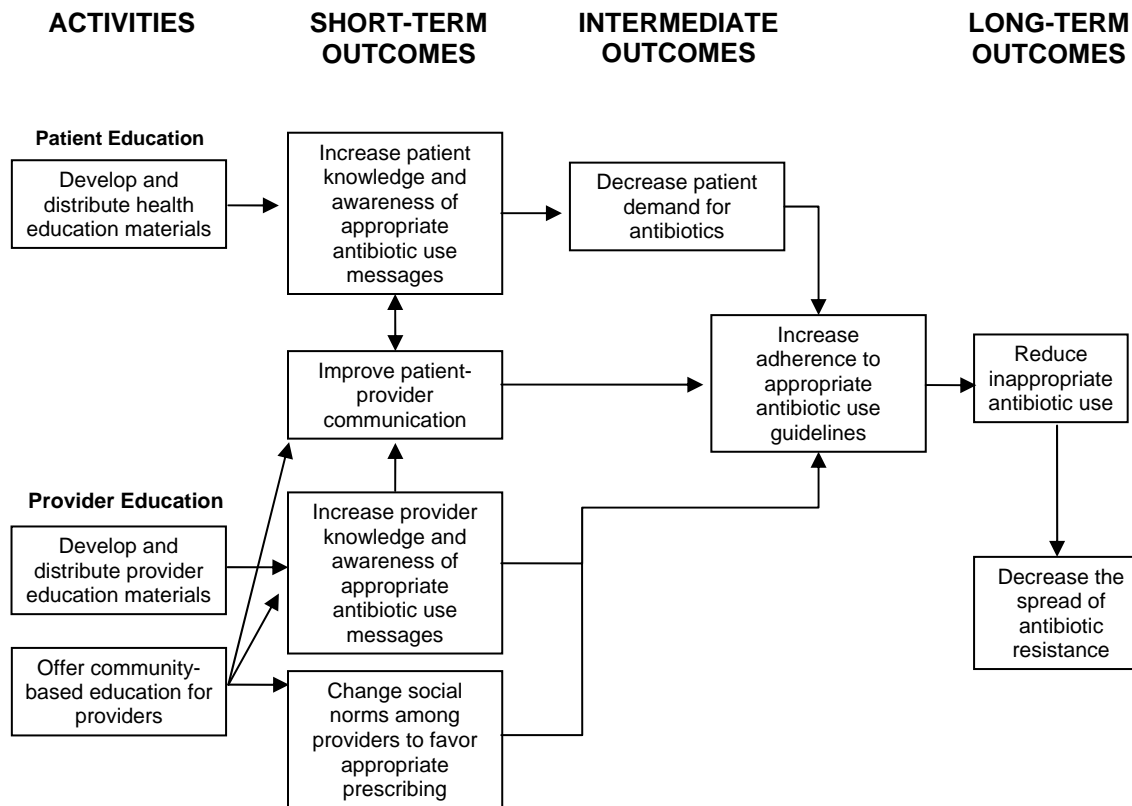 ACTIVITIES
SHORT-TERM
OUTCOMES
INTERMEDIATE
OUTCOMES
LONG-TERM
OUTCOMES
Patient Education
Develop and
distribute health
education materials
Increase patient
knowledge and
awareness of
appropriate
antibiotic use
messages
Decrease patient
demand for
antibiotics
Improve patient-
provider
communication
Increase
adherence to
appropriate
antibiotic use
guidelines
Reduce
inappropriate
antibiotic use
Provider Education
Develop and
distribute provider
education materials
Increase provider
knowledge and
awareness of
appropriate
antibiotic use
messages
Decrease the
spread of
antibiotic
resistance
Offer community-
based education for
providers
Change social
norms among
providers to favor
appropriate
prescribing